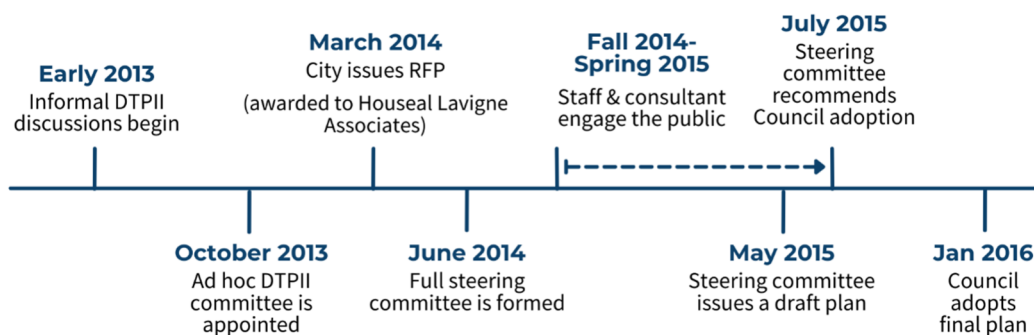 Early 2013
Informal DTPII
discussions begin
March 2014
City issues RFP
(awarded to Houseal Lavigne
Associates)
Fall 2014-
Spring 2015
Staff & consultant
engage the public
July 2015
Steering
committee
recommends
Council adoption
October 2013
Ad hoc DTPII
committee is
appointed
June 2014
Full steering
committee is formed
May 2015
Steering committee
issues a draft plan
Jan 2016
Council
adopts
final plan